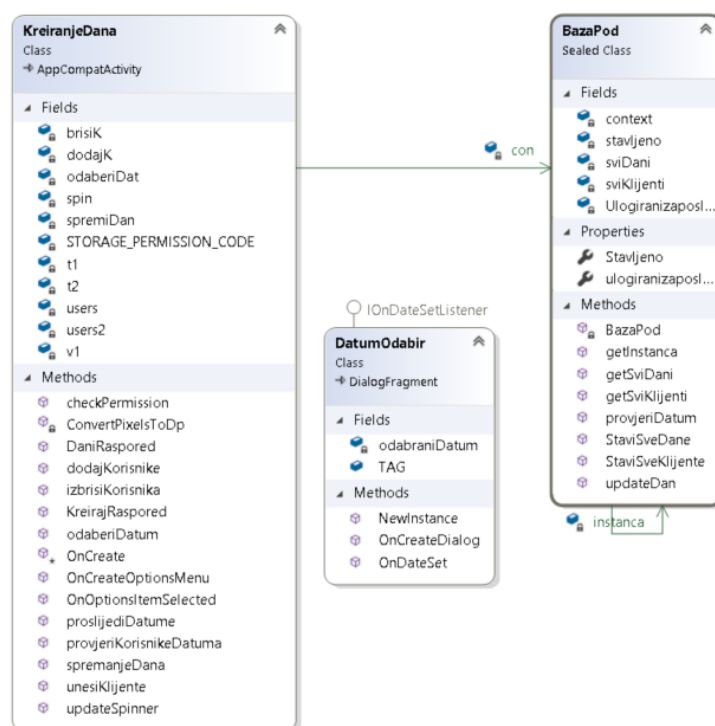 KreiranjeDana
Class
AppCompatActivity
Fields
brisiK
dodajK
odaberiDat
spin
spremiDan
STORAGE_PERMISSION_CODE
t1
t2
users
users2
v1
Methods
checkPermission
ConvertPixelsToDp
DaniRaspored
dodajKorisnike
izbrisiKorisnika
KreirajRaspored
odaberiDatum
OnCreate
OnCreateOptionsMenu
OnOptionsItemSelected
proslijediDatume
provjeriKorisnikeDatuma
spremanjeDana
unesiKlijente
updateSpinner
con
IOnDateSetListener
DatumOdabir
Class
DialogFragment
Fields
odabraniDatum
TAG
Methods
NewInstance
OnCreateDialog
OnDateSet
BazaPod
Sealed Class
Fields
context
stavljeno
sviDani
sviKlijenti
Ulogiranizaposl...
Properties
Stavljeno
ulogiranizaposl...
Methods
BazaPod
getInstanca
getSviDani
getSviKlijenti
provjeriDatum
StaviSveDane
StaviSveKlijente
updateDan
instanca